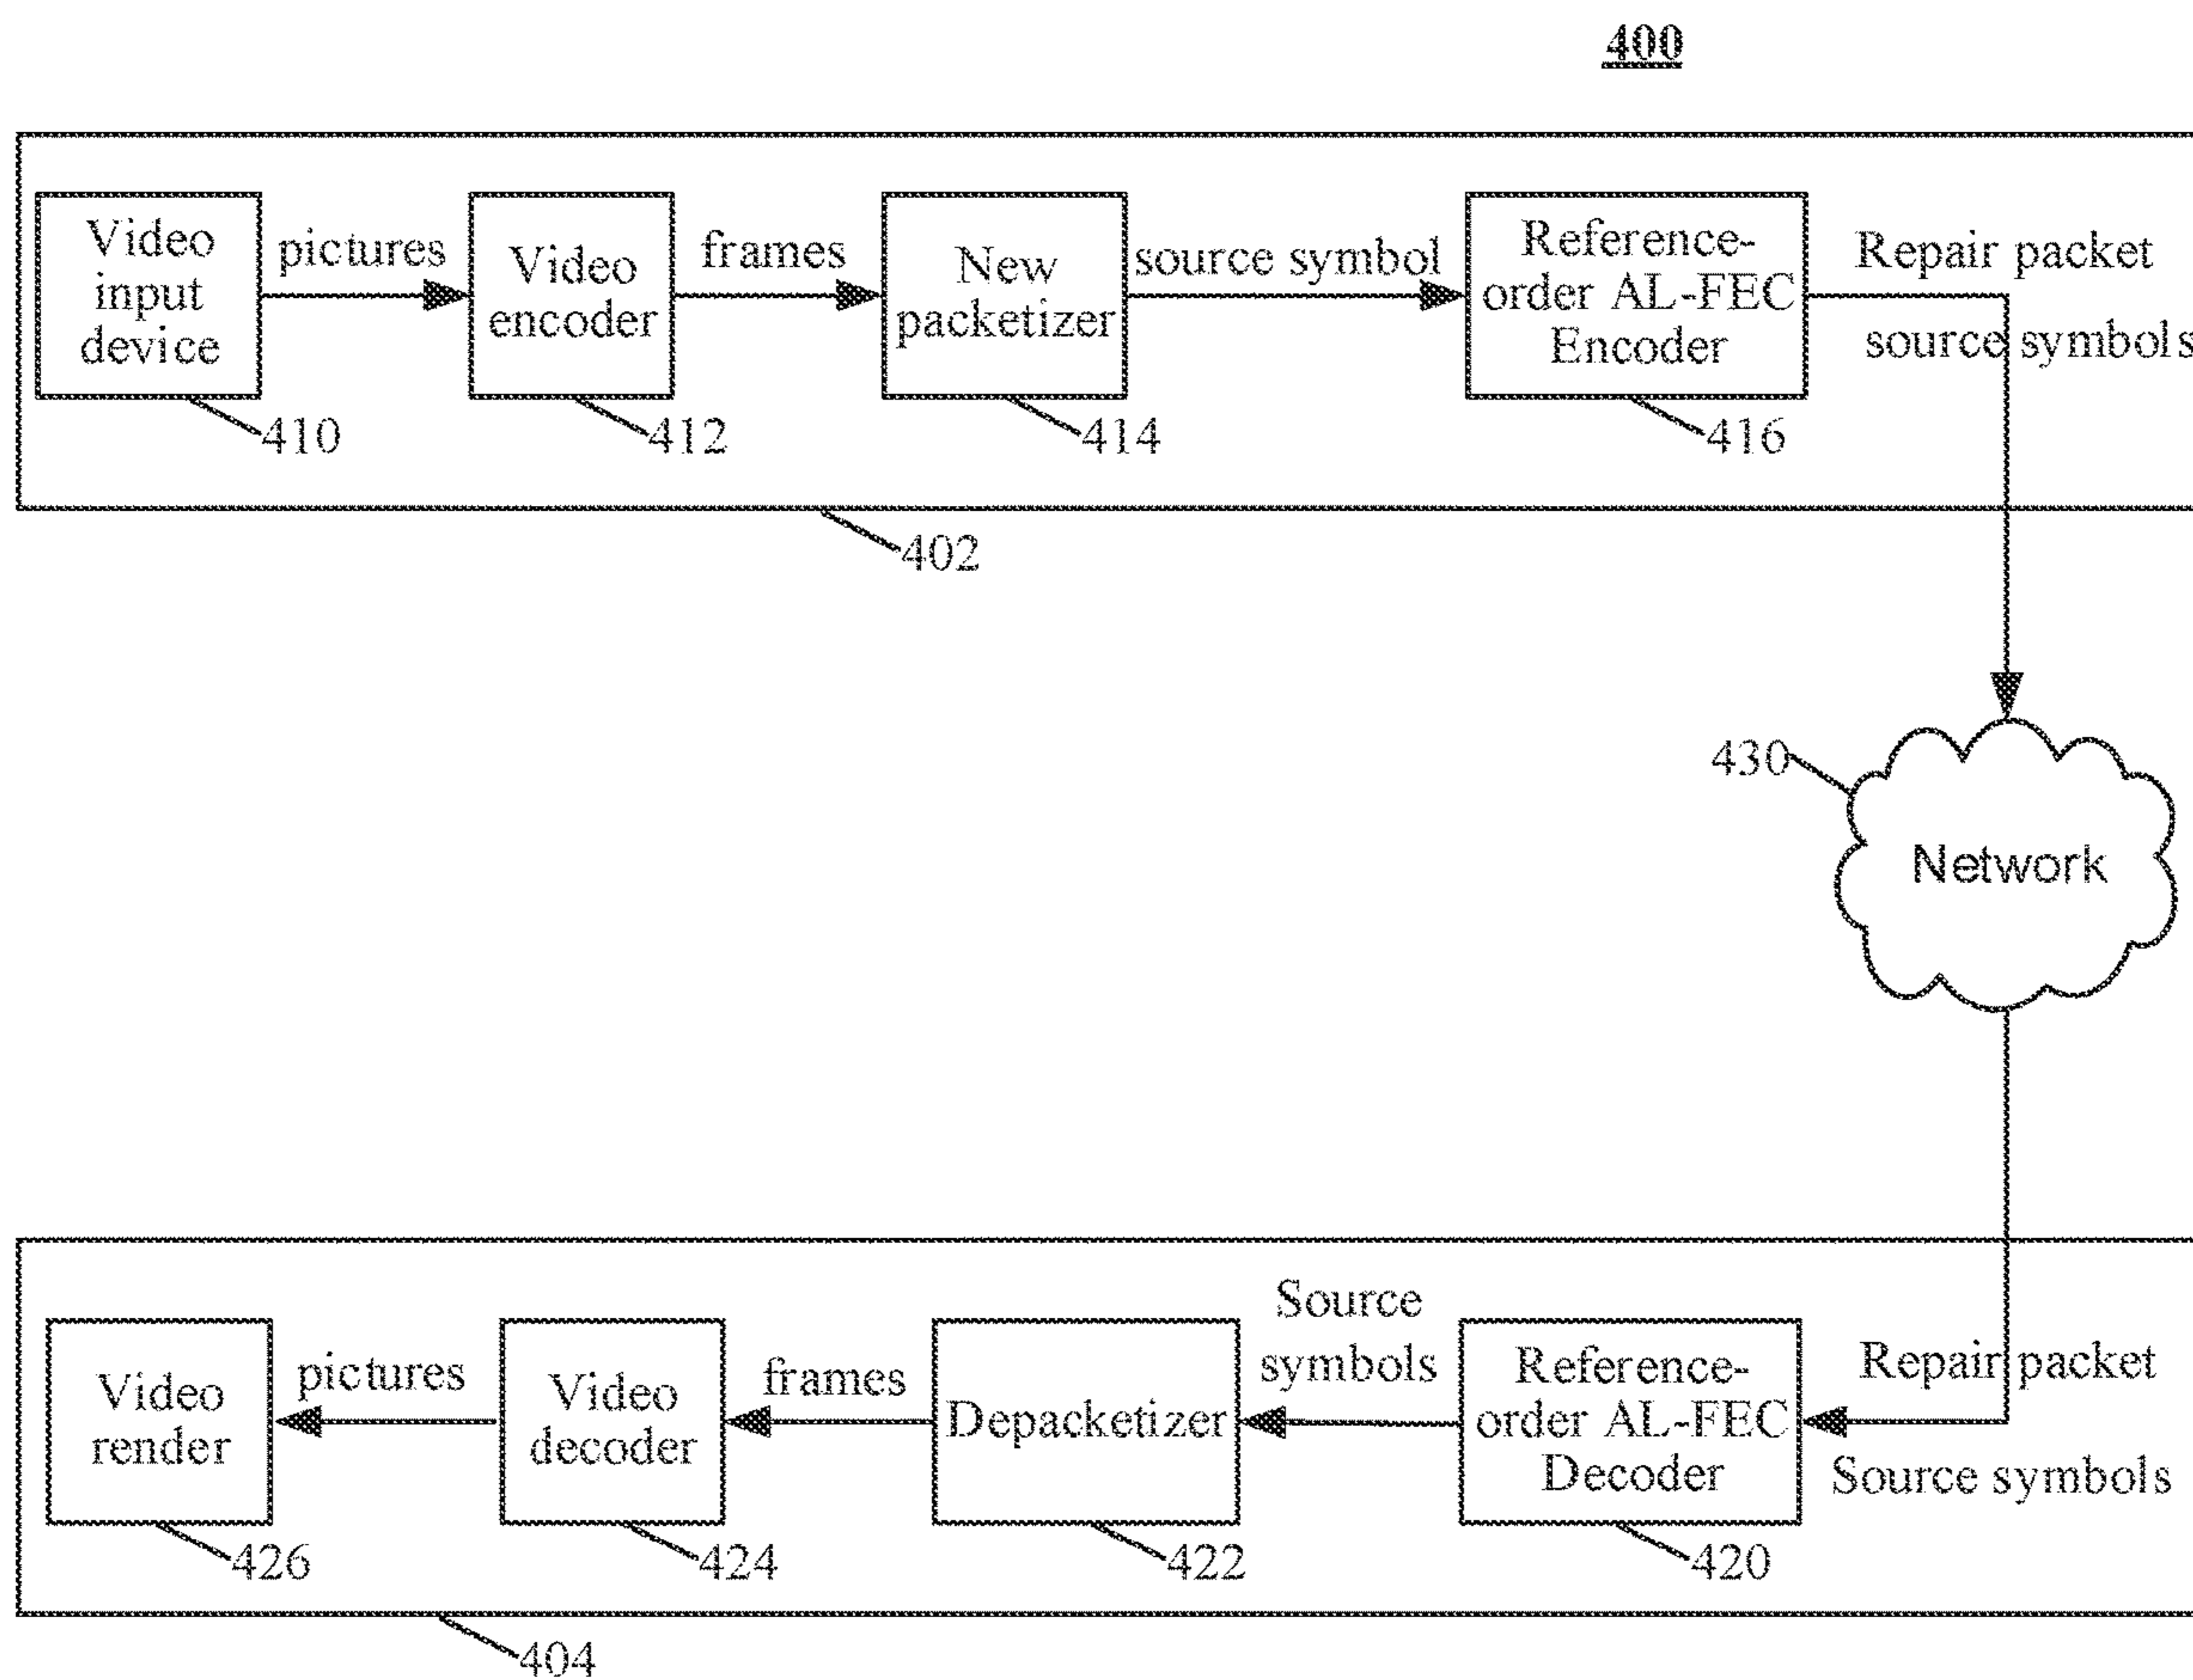 400
Video
input
device
pictures
Video
encoder
frames
New
packetizer
source symbol
Reference-
order AL-FEC
Encoder
Repair packet
source symbols
410
412
414
416
402
430
Network
Video
render
pictures
Video
decoder
frames
Depacketizer
Source
symbols
Reference-
order AL-FEC
Decoder
Repair packet
Source symbols
426
424
422
420
404